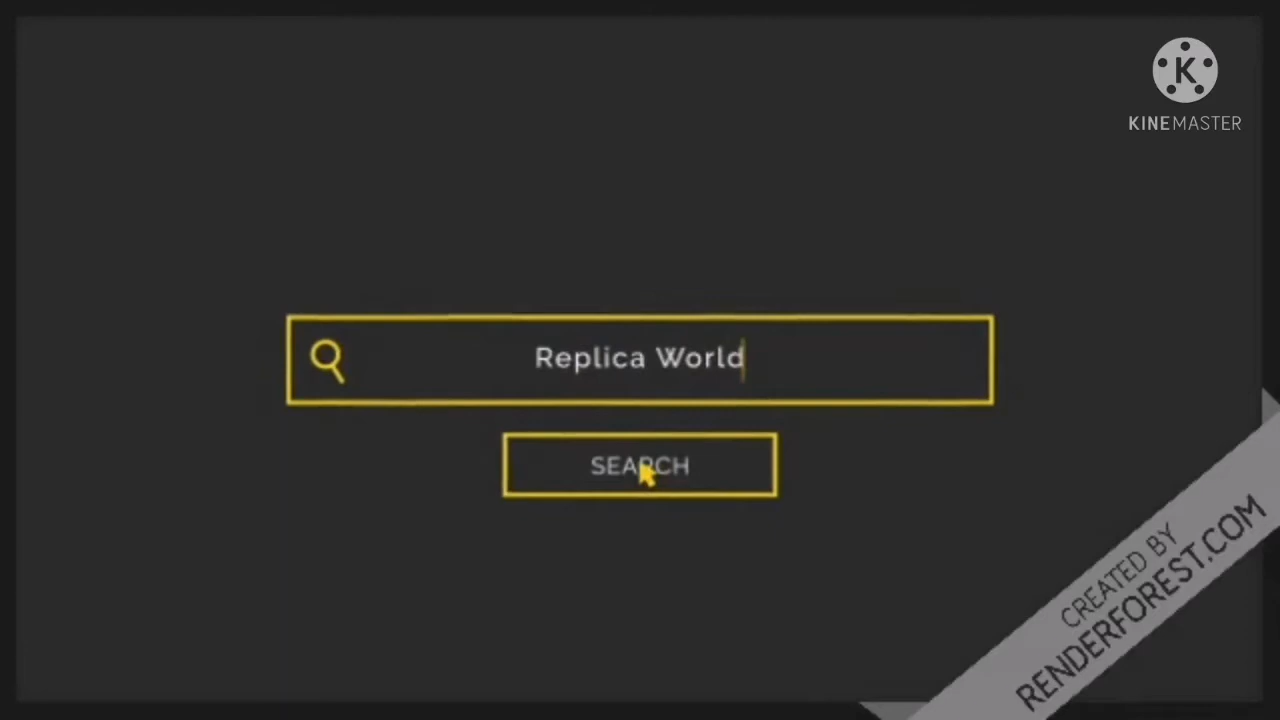 K
KINEMASTER
Replica World
SEARCH
CREATED BY
RENDERFOREST.COM